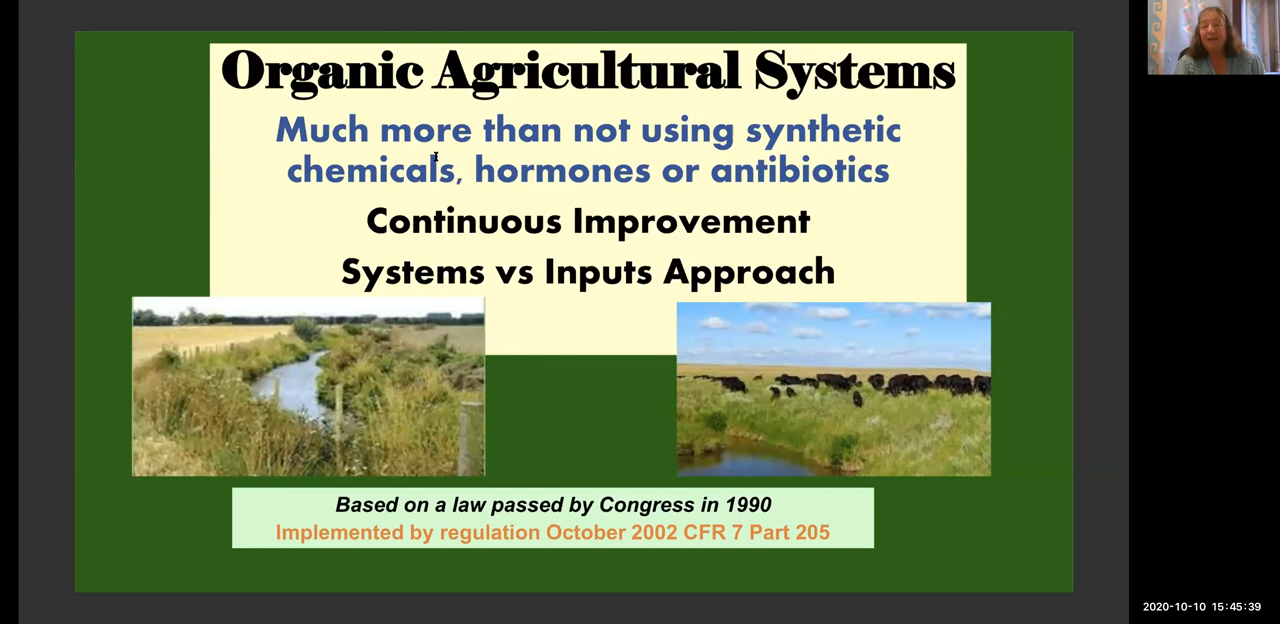 Organic Agricultural Systems
Much more than not using synthetic
chemicals, hormones or antibiotics
Continuous Improvement
Systems vs Inputs Approach
Based on a law passed by Congress in 1990
Implemented by regulation October 2002 CFR 7 Part 205
2020-10-10 15:45:39